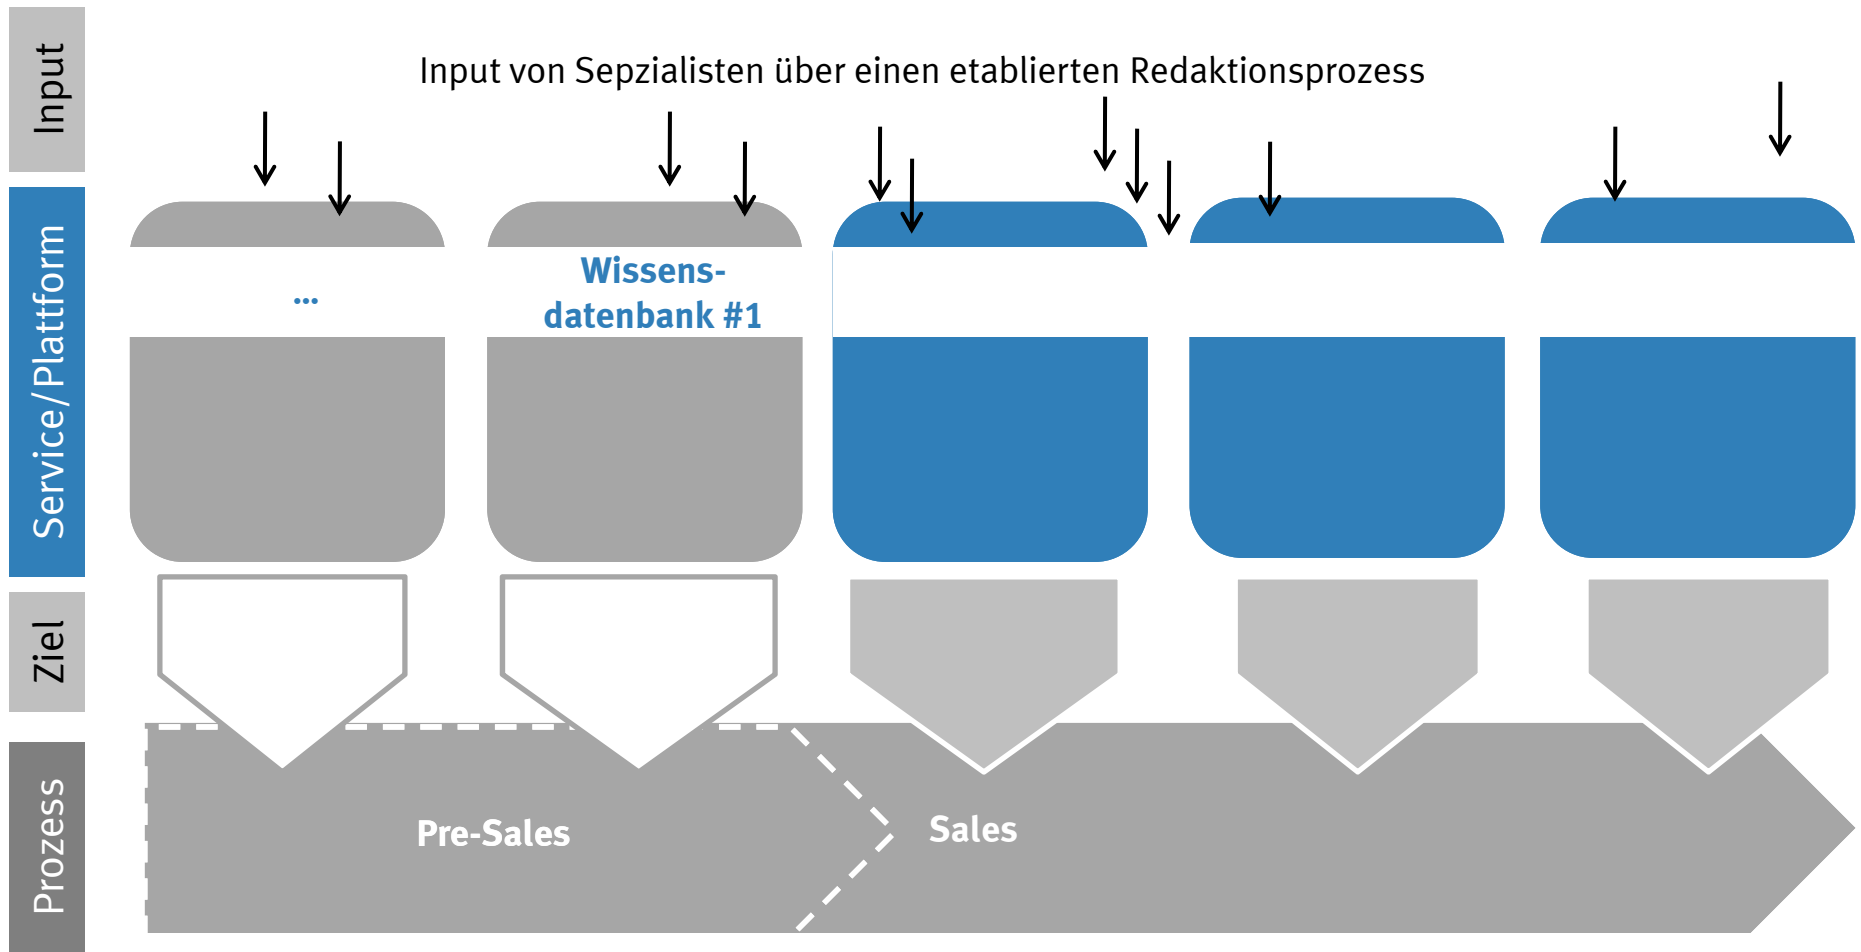 Input
Input von Sepzialisten über einen etablierten Redaktionsprozess
Service/Plattform
...
Wissens-
datenbank #1
Ziel
Prozess
Pre-Sales
Sales